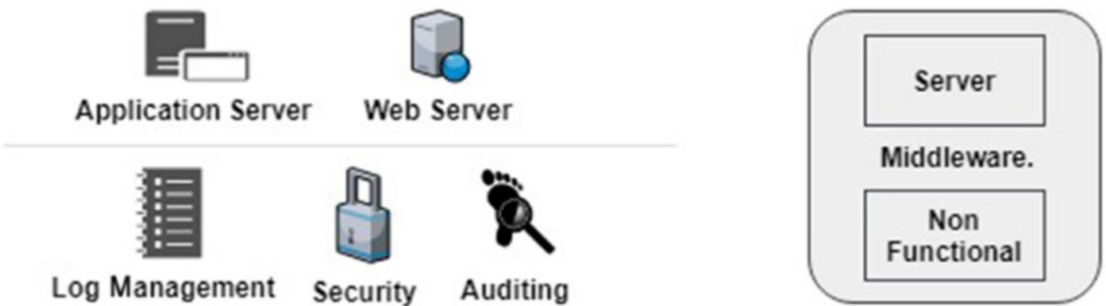 Application Server
Web Server
Log Management
Security
Auditing
Server
Middleware.
Non
Functional